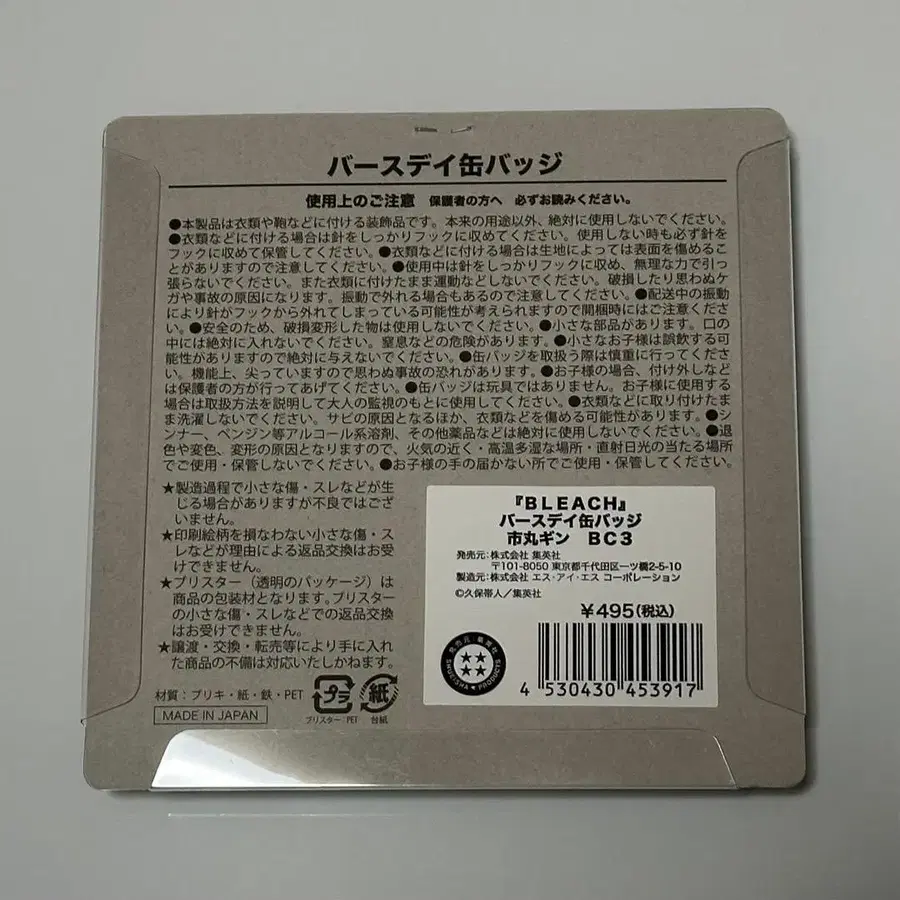 バースデイ缶バッジ
使用上のご注意 保護者の方へ 必ずお読みください。
●本製品は衣類や鞄などに付ける装飾品です。本来の用途以外、絶対に使用しないでください。
●衣類などに付ける場合は針をしっかりフックに収めてください。使用しない時も必ず針を
フックに収めて保管してください。●衣類などに付ける場合は生地によっては表面を傷めるこ
とがありますので注意してください。●使用中は針をしっかりフックに収め、無理な力で引っ
張らないでください。また衣類に付けたまま運動などしないでください。破損したり思わぬケ
ガや事故の原因になります。振動で外れる場合もあるので注意してください。●配送中の振動
により針がフックから外れてしまっている可能性が考えられますので開梱時にはご注意くださ
い。●安全のため、破損変形した物は使用しないでください。●小さな部品があります。口の
中には絶対に入れないでください。窒息などの危険があります。●小さなお子様は誤飲する可
能性がありますので絶対に与えないでください。●缶バッジを取扱う際は慎重に行ってくださ
い。機能上、尖っていますので思わぬ事故の恐れがあります。●お子様の場合、付け外しなど
は保護者の方が行ってあげてください。●缶バッジは玩具ではありません。お子様に使用する
場合は取扱方法を説明して大人の監視のもとに使用してください。●衣類などに取り付けたま
ま洗濯しないでください。サビの原因となるほか、衣類などを傷める可能性があります。●シ
ンナー、ベンジン等アルコール系溶剤、その他薬品などは絶対に使用しないでください。●退
色や変色、変形の原因となりますので、火気の近く・高温多湿な場所・直射日光の当たる場所
でご使用・保管しないでください。●お子様の手の届かない所でご使用・保管してください。
★製造過程で小さな傷・スレなどが生
じる場合がありますが不良ではござ
いません。
★印刷絵柄を損なわない小さな傷・ス
レなどが理由による返品交換はお受
けできません。
★ブリスター（透明のパッケージ）は
商品の包装材となります。ブリスター
の小さな傷・スレなどでの返品交換
はお受けできません。
★譲渡・交換・転売等により手に入れ
た商品の不備は対応いたしかねます。
材質：ブリキ・紙・鉄・PET
MADE IN JAPAN
プラ
ブリスター：PET
紙
台紙
『BLEACH』
バースデイ缶バッジ
市丸ギン BC3
発売元：株式会社 集英社
〒101-8050 東京都千代田区一ツ橋2-5-10
製造元：株式会社 エス・アイ・エス コーポレーション
©久保帯人／集英社
¥495(税込)
発売元：集英社
SHUEISHA PRODUCTS
4 530430 453917